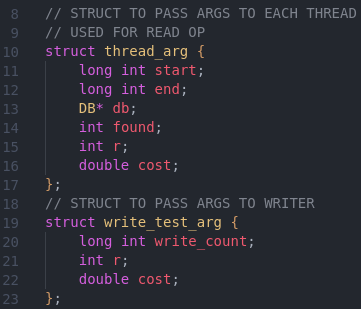 8 // STRUCT TO PASS ARGS TO EACH THREAD
9 // USED FOR READ OP
10 struct thread_arg {
11     long int start;
12     long int end;
13     DB* db;
14     int found;
15     int r;
16     double cost;
17 };
18 // STRUCT TO PASS ARGS TO WRITER
19 struct write_test_arg {
20     long int write_count;
21     int r;
22     double cost;
23 };